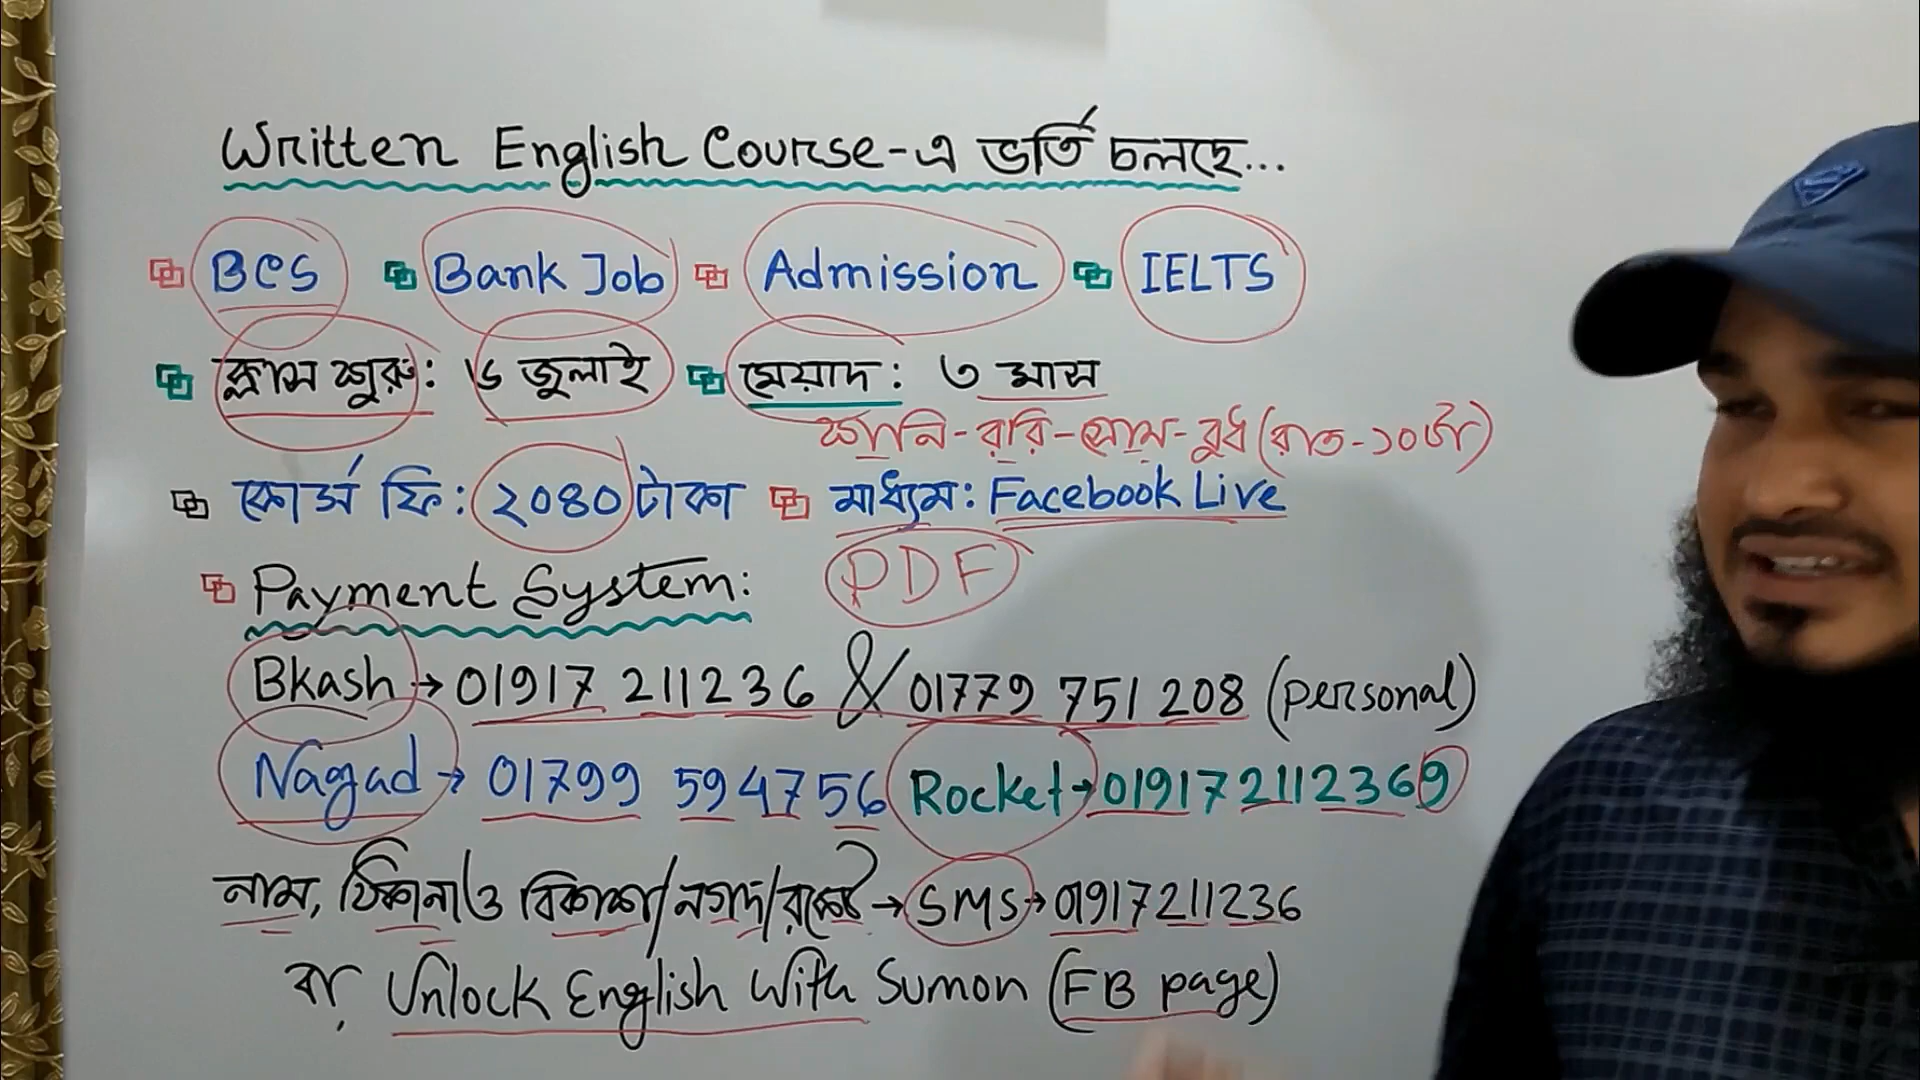 Written English Course-এ ভর্তি চলছে...
BCS Bank Job Admission IELTS
ক্লাস শুরু: ৬ জুলাই মেয়াদ: ৩ মাস
শনি-রবি-সোম-বুধ (রাত-১০টা)
কোর্স ফি: ২০৪০ টাকা মাধ্যম: Facebook Live
PDF
Payment System:
Bkash → 01917 211236 & 01779 751 208 (personal)
Nagad → 01799 594756 Rocket → 019172112369
নাম, ঠিকানা ও বিকাশ/নগদ/রকেট → SMS → 01917211236
বা, Unlock English With Sumon (FB page)